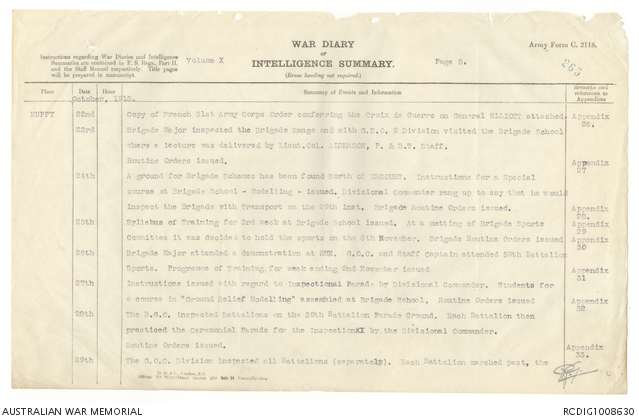 WAR DIARY
or
INTELLIGENCE SUMMARY.
(Erase heading not required.)
Army Form C. 2118.
Instructions regarding War Diaries and Intelligence
Summaries are contained in F. S. Regs., Part II.
and the Staff Manual respectively. Title pages
will be prepared in manuscript.
Volume X
Page 5.
Place
Date
Hour
Summary of Events and Information
Remarks and
references to
Appendices
October, 1918.
HUPPY
22nd Copy of French 21st Army Corps Order conferring the Croix de Guerre on General ELLIOTT attached. Appendix
26.
23rd Brigade Major inspected the Brigade Range and with G.S.O. 2 Division visited the Brigade School
where a lecture was delivered by Lieut.Col. P. & B.T. Staff.
Routine Orders issued. Appendix
27
24th A ground for Brigade Schemes has been found North of Instructions for a Special
course at Brigade School - Modelling - issued. Divisional Commander rang up to say that he would
inspect the Brigade with Transport on the 29th inst. Brigade Routine Orders issued. Appendix
28.
25th Syllabus of Training for 3rd week at Brigade School issued. At a meeting of Brigade Sports Appendix
29
Committee it was decided to hold the sports on the 6th November. Brigade Routine Orders issued Appendix
30
26th Brigade Major attended a demonstration at G.O.C. and Staff Captain attended 58th Battalion
Sports. Programme of Training for week ending 2nd November issued Appendix
31
27th Instructions issued with regard to Inspectional Parade by Divisional Commander. Students for
a course in "Ground Relief Modelling" assembled at Brigade School. Routine Orders issued Appendix
32
28th The B.G.C. inspected Battalions on the Battalion Parade Ground. Each Battalion then
practiced the Ceremonial Parade for the InspectionXX by the Divisional Commander.
Routine Orders issued. Appendix
33.
29th The G.O.C. Division inspected all Battalions (separately). Each Battalion marched past, the
AUSTRALIAN WAR MEMORIAL
RCDIG1008630